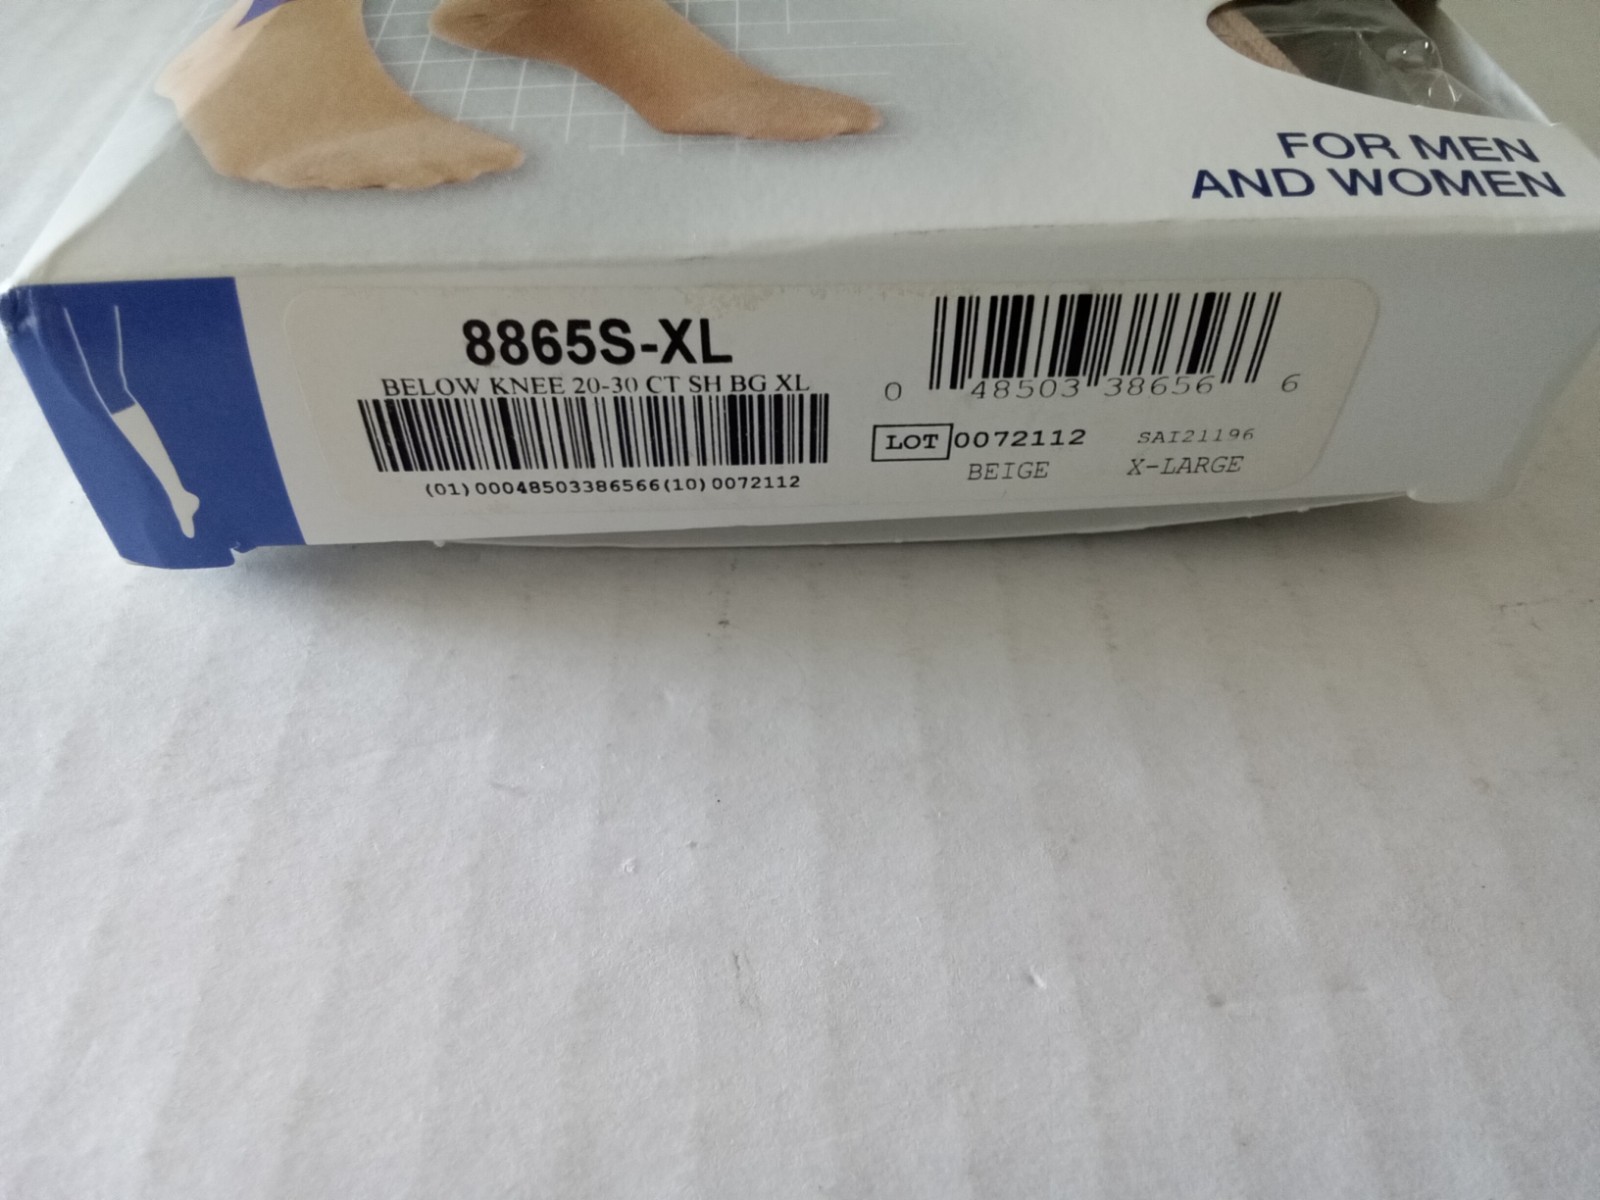 FOR MEN
AND WOMEN
8865S-XL
BELOW KNEE 20-30 CT SH BG XL
(01)00048503386566(10)0072112
0 48503 38656 6
LOT 0072112 SAI21196
BEIGE X-LARGE